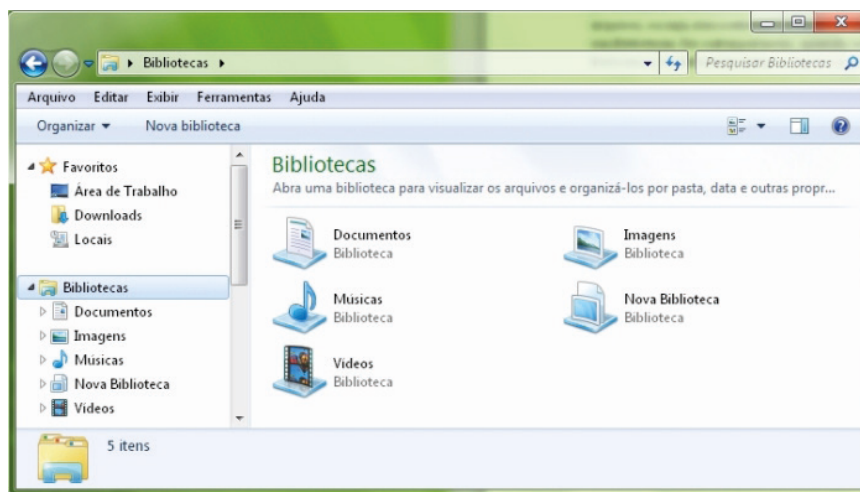 Bibliotecas
Pesquisar Bibliotecas
Arquivo Editar Exibir Ferramentas Ajuda
Organizar Nova biblioteca
Favoritos
Área de Trabalho
Downloads
Locais
Bibliotecas
Documentos
Imagens
Músicas
Nova Biblioteca
Vídeos
Bibliotecas
Abra uma biblioteca para visualizar os arquivos e organizá-los por pasta, data e outras propr...
Documentos
Biblioteca
Imagens
Biblioteca
Músicas
Biblioteca
Nova Biblioteca
Biblioteca
Vídeos
Biblioteca
5 itens